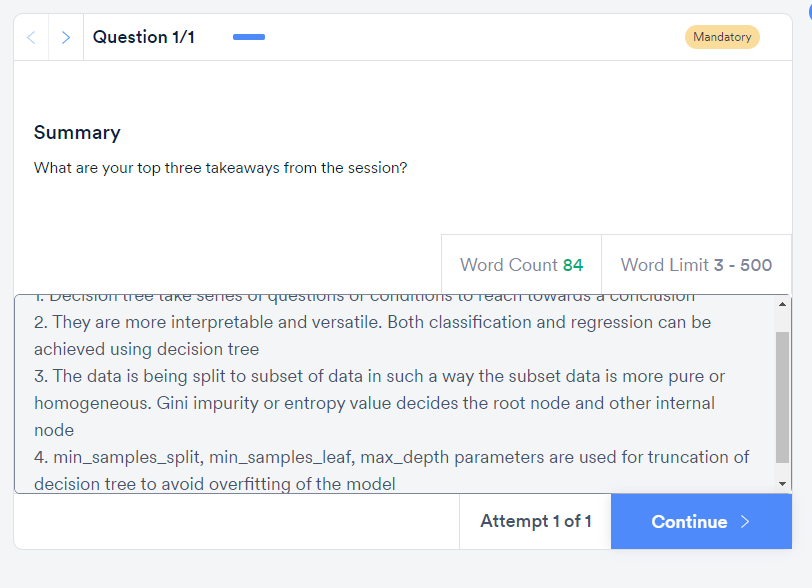 Question 1/1
Mandatory
Summary
What are your top three takeaways from the session?
Word Count 84
Word Limit 3 - 500
1. Decision tree take series of questions or conditions to reach towards a conclusion
2. They are more interpretable and versatile. Both classification and regression can be
achieved using decision tree
3. The data is being split to subset of data in such a way the subset data is more pure or
homogeneous. Gini impurity or entropy value decides the root node and other internal
node
4. min_samples_split, min_samples_leaf, max_depth parameters are used for truncation of
decision tree to avoid overfitting of the model
Attempt 1 of 1
Continue